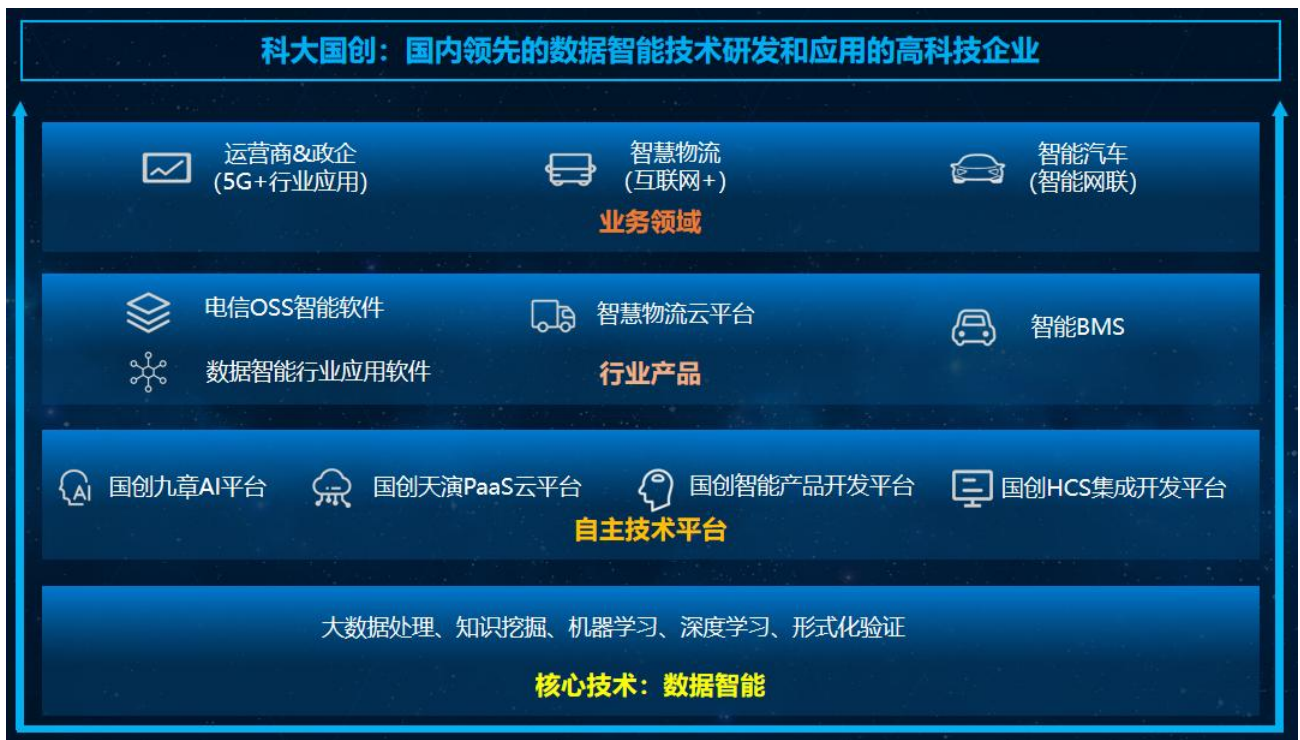 科大国创：国内领先的数据智能技术研发和应用的高科技企业
运营商&政企
(5G+行业应用)
智慧物流
(互联网+)
智能汽车
(智能网联)
业务领域
电信OSS智能软件
智慧物流云平台
智能BMS
数据智能行业应用软件
行业产品
AI
国创九章AI平台
国创天演PaaS云平台
国创智能产品开发平台
国创HCS集成开发平台
自主技术平台
大数据处理、知识挖掘、机器学习、深度学习、形式化验证
核心技术：数据智能